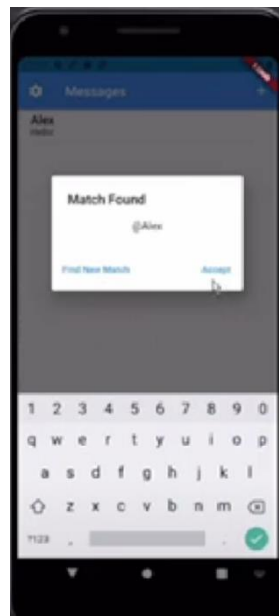 Messages +
Alex
Hello
Match Found
@Alex
Find New Match Accept
1 2 3 4 5 6 7 8 9 0
q w e r t y u i o p
a s d f g h j k l
z x c v b n m
?123 , .